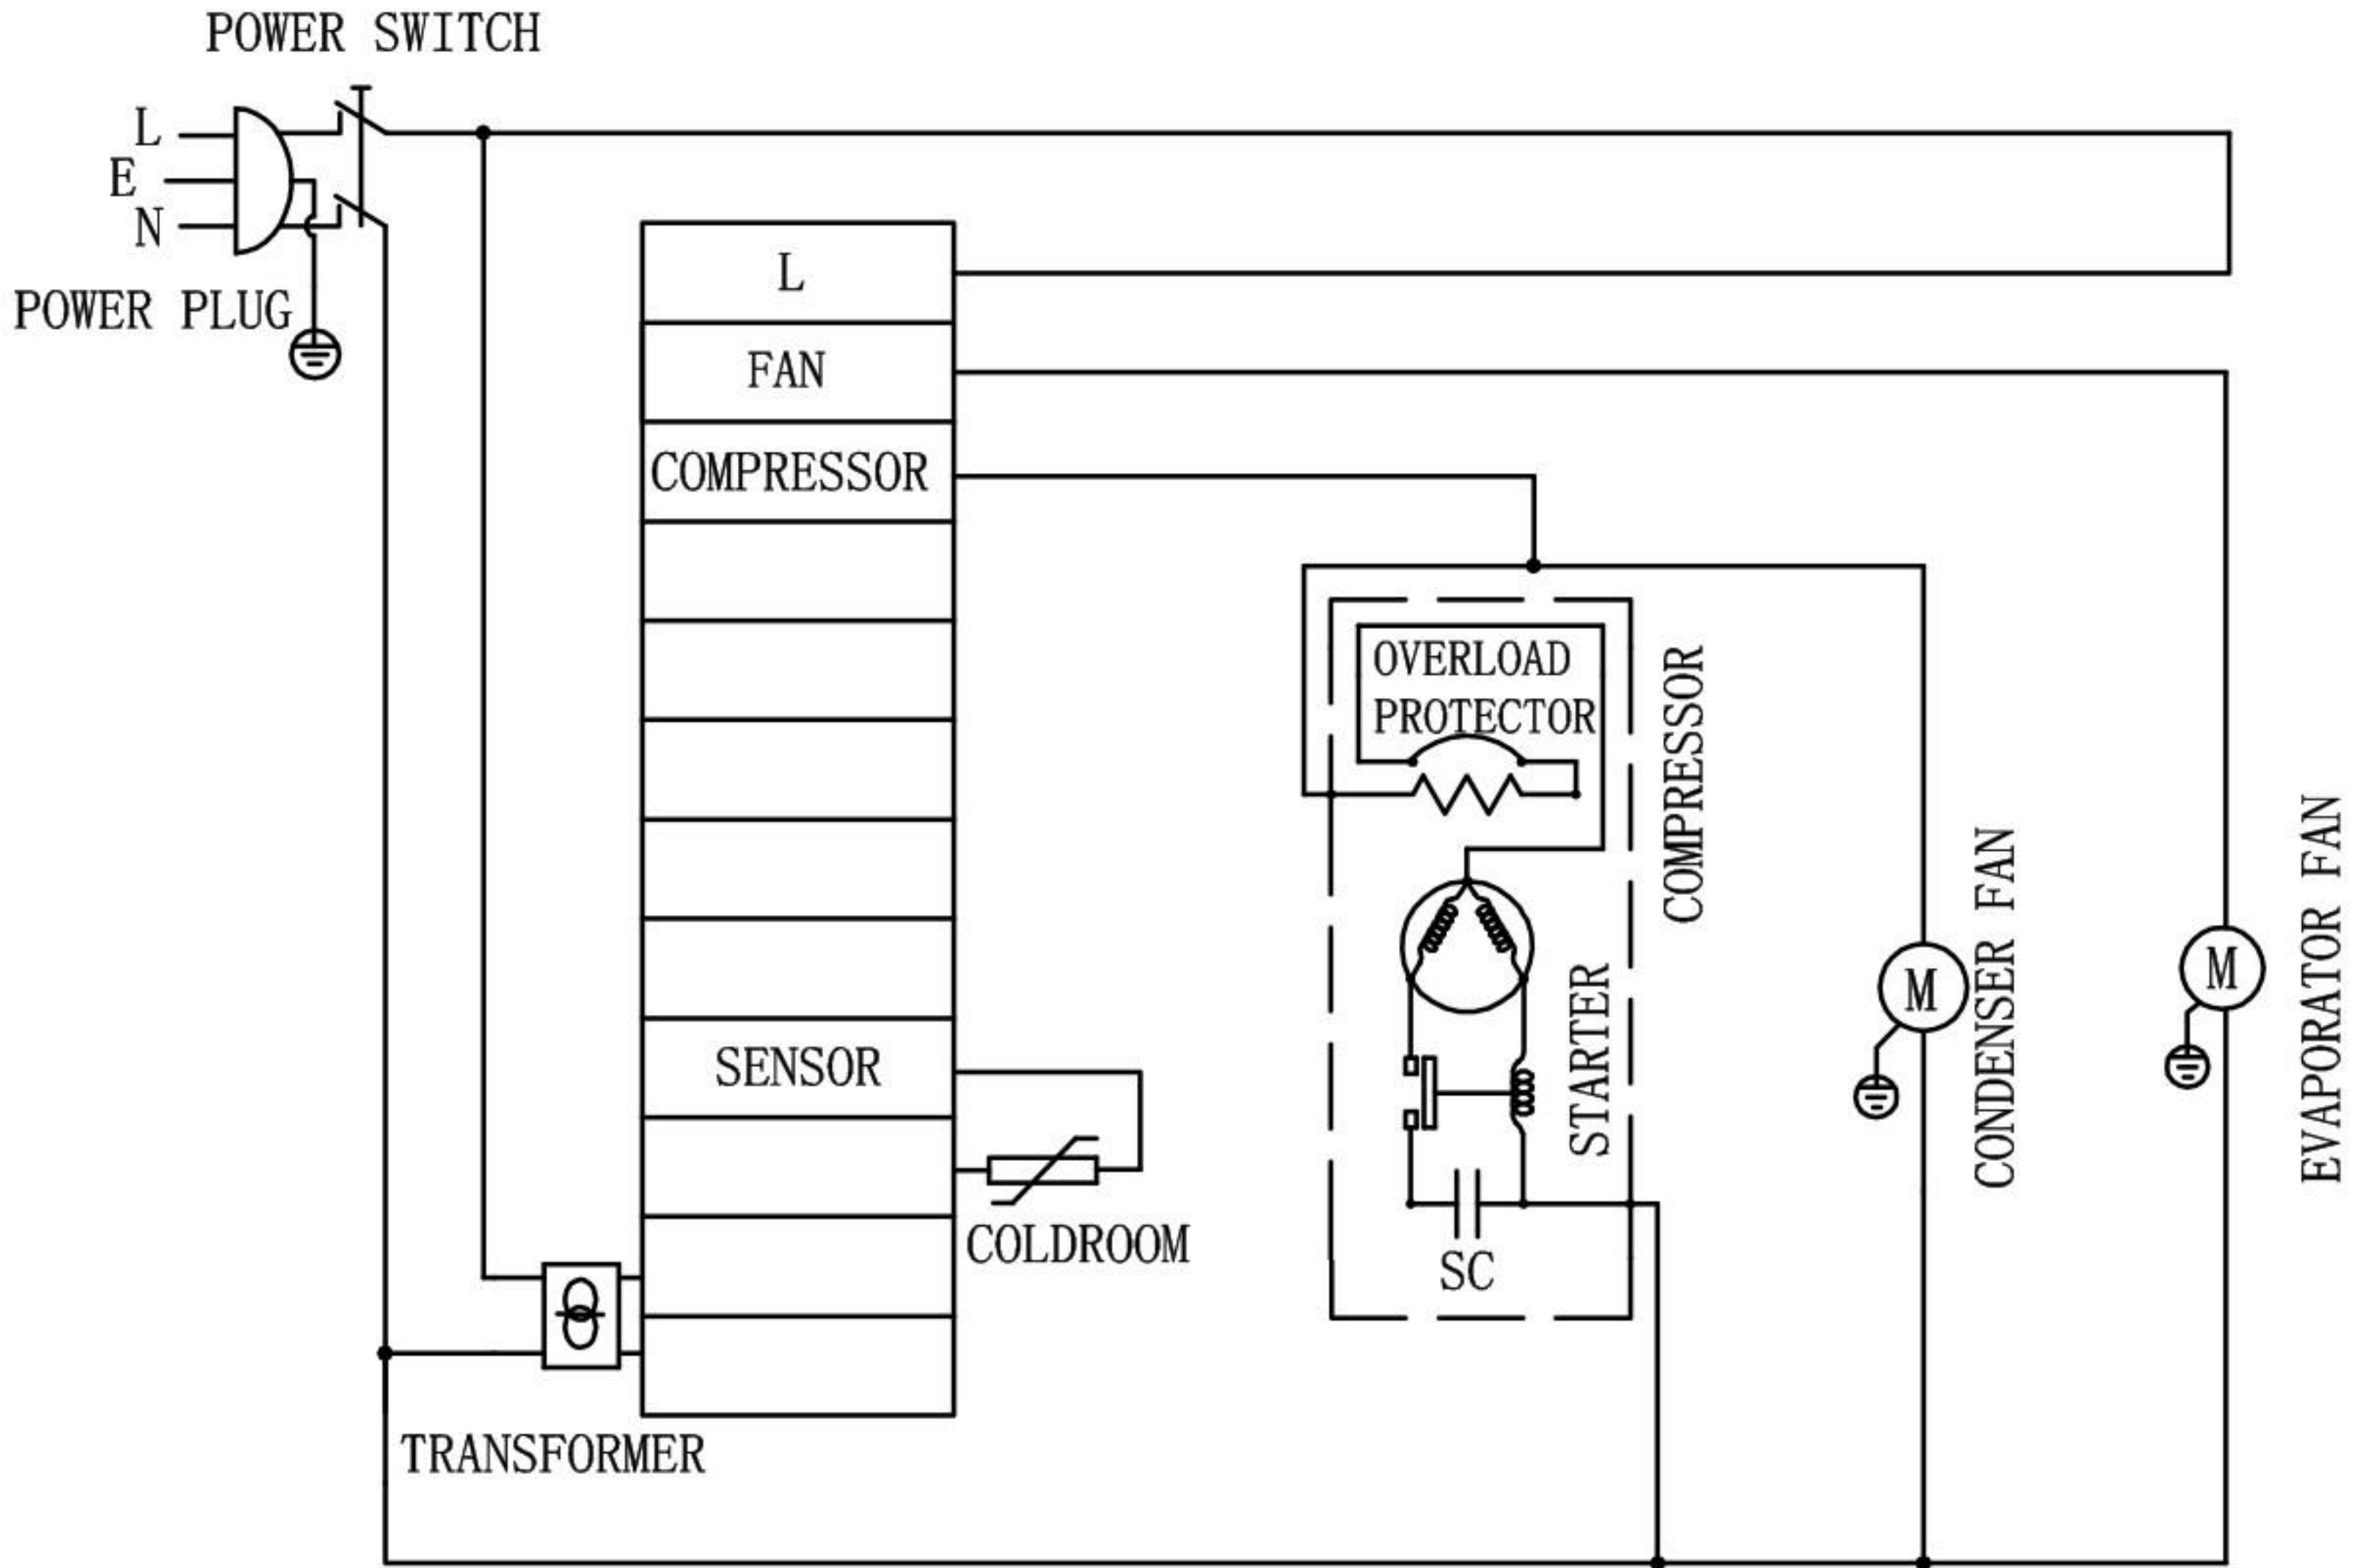 POWER SWITCH
L
E
N
POWER PLUG
L
FAN
COMPRESSOR
OVERLOAD
PROTECTOR
COMPRESSOR
STARTER
CONDENSER FAN
EVAPORATOR FAN
M
M
SENSOR
COLDROOM
SC
TRANSFORMER